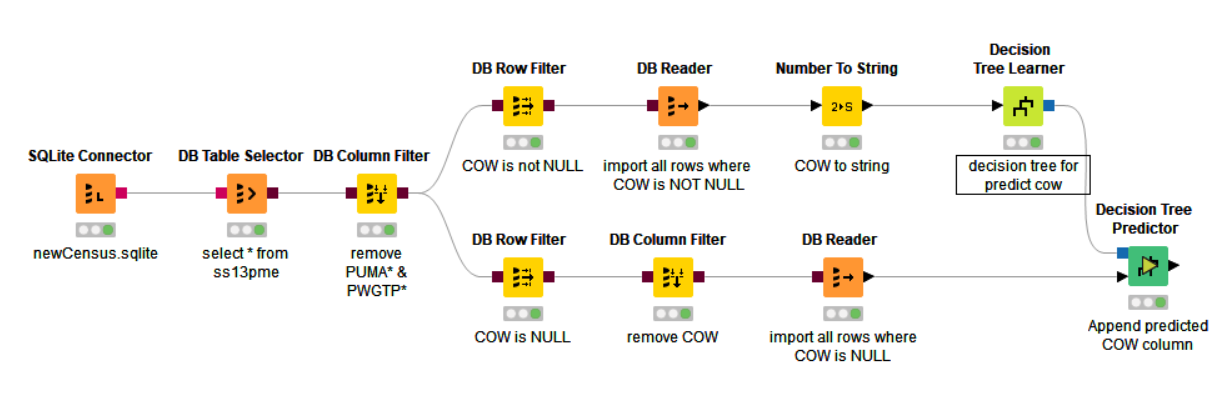 Decision
Tree Learner
DB Row Filter
DB Reader
Number To String
2▸S
COW is not NULL
import all rows where
COW is NOT NULL
COW to string
decision tree for
predict cow
SQLite Connector
DB Table Selector
DB Column Filter
newCensus.sqlite
select * from
ss13pme
remove
PUMA* &
PWGTP*
DB Row Filter
DB Column Filter
DB Reader
Decision Tree
Predictor
COW is NULL
remove COW
import all rows where
COW is NULL
Append predicted
COW column